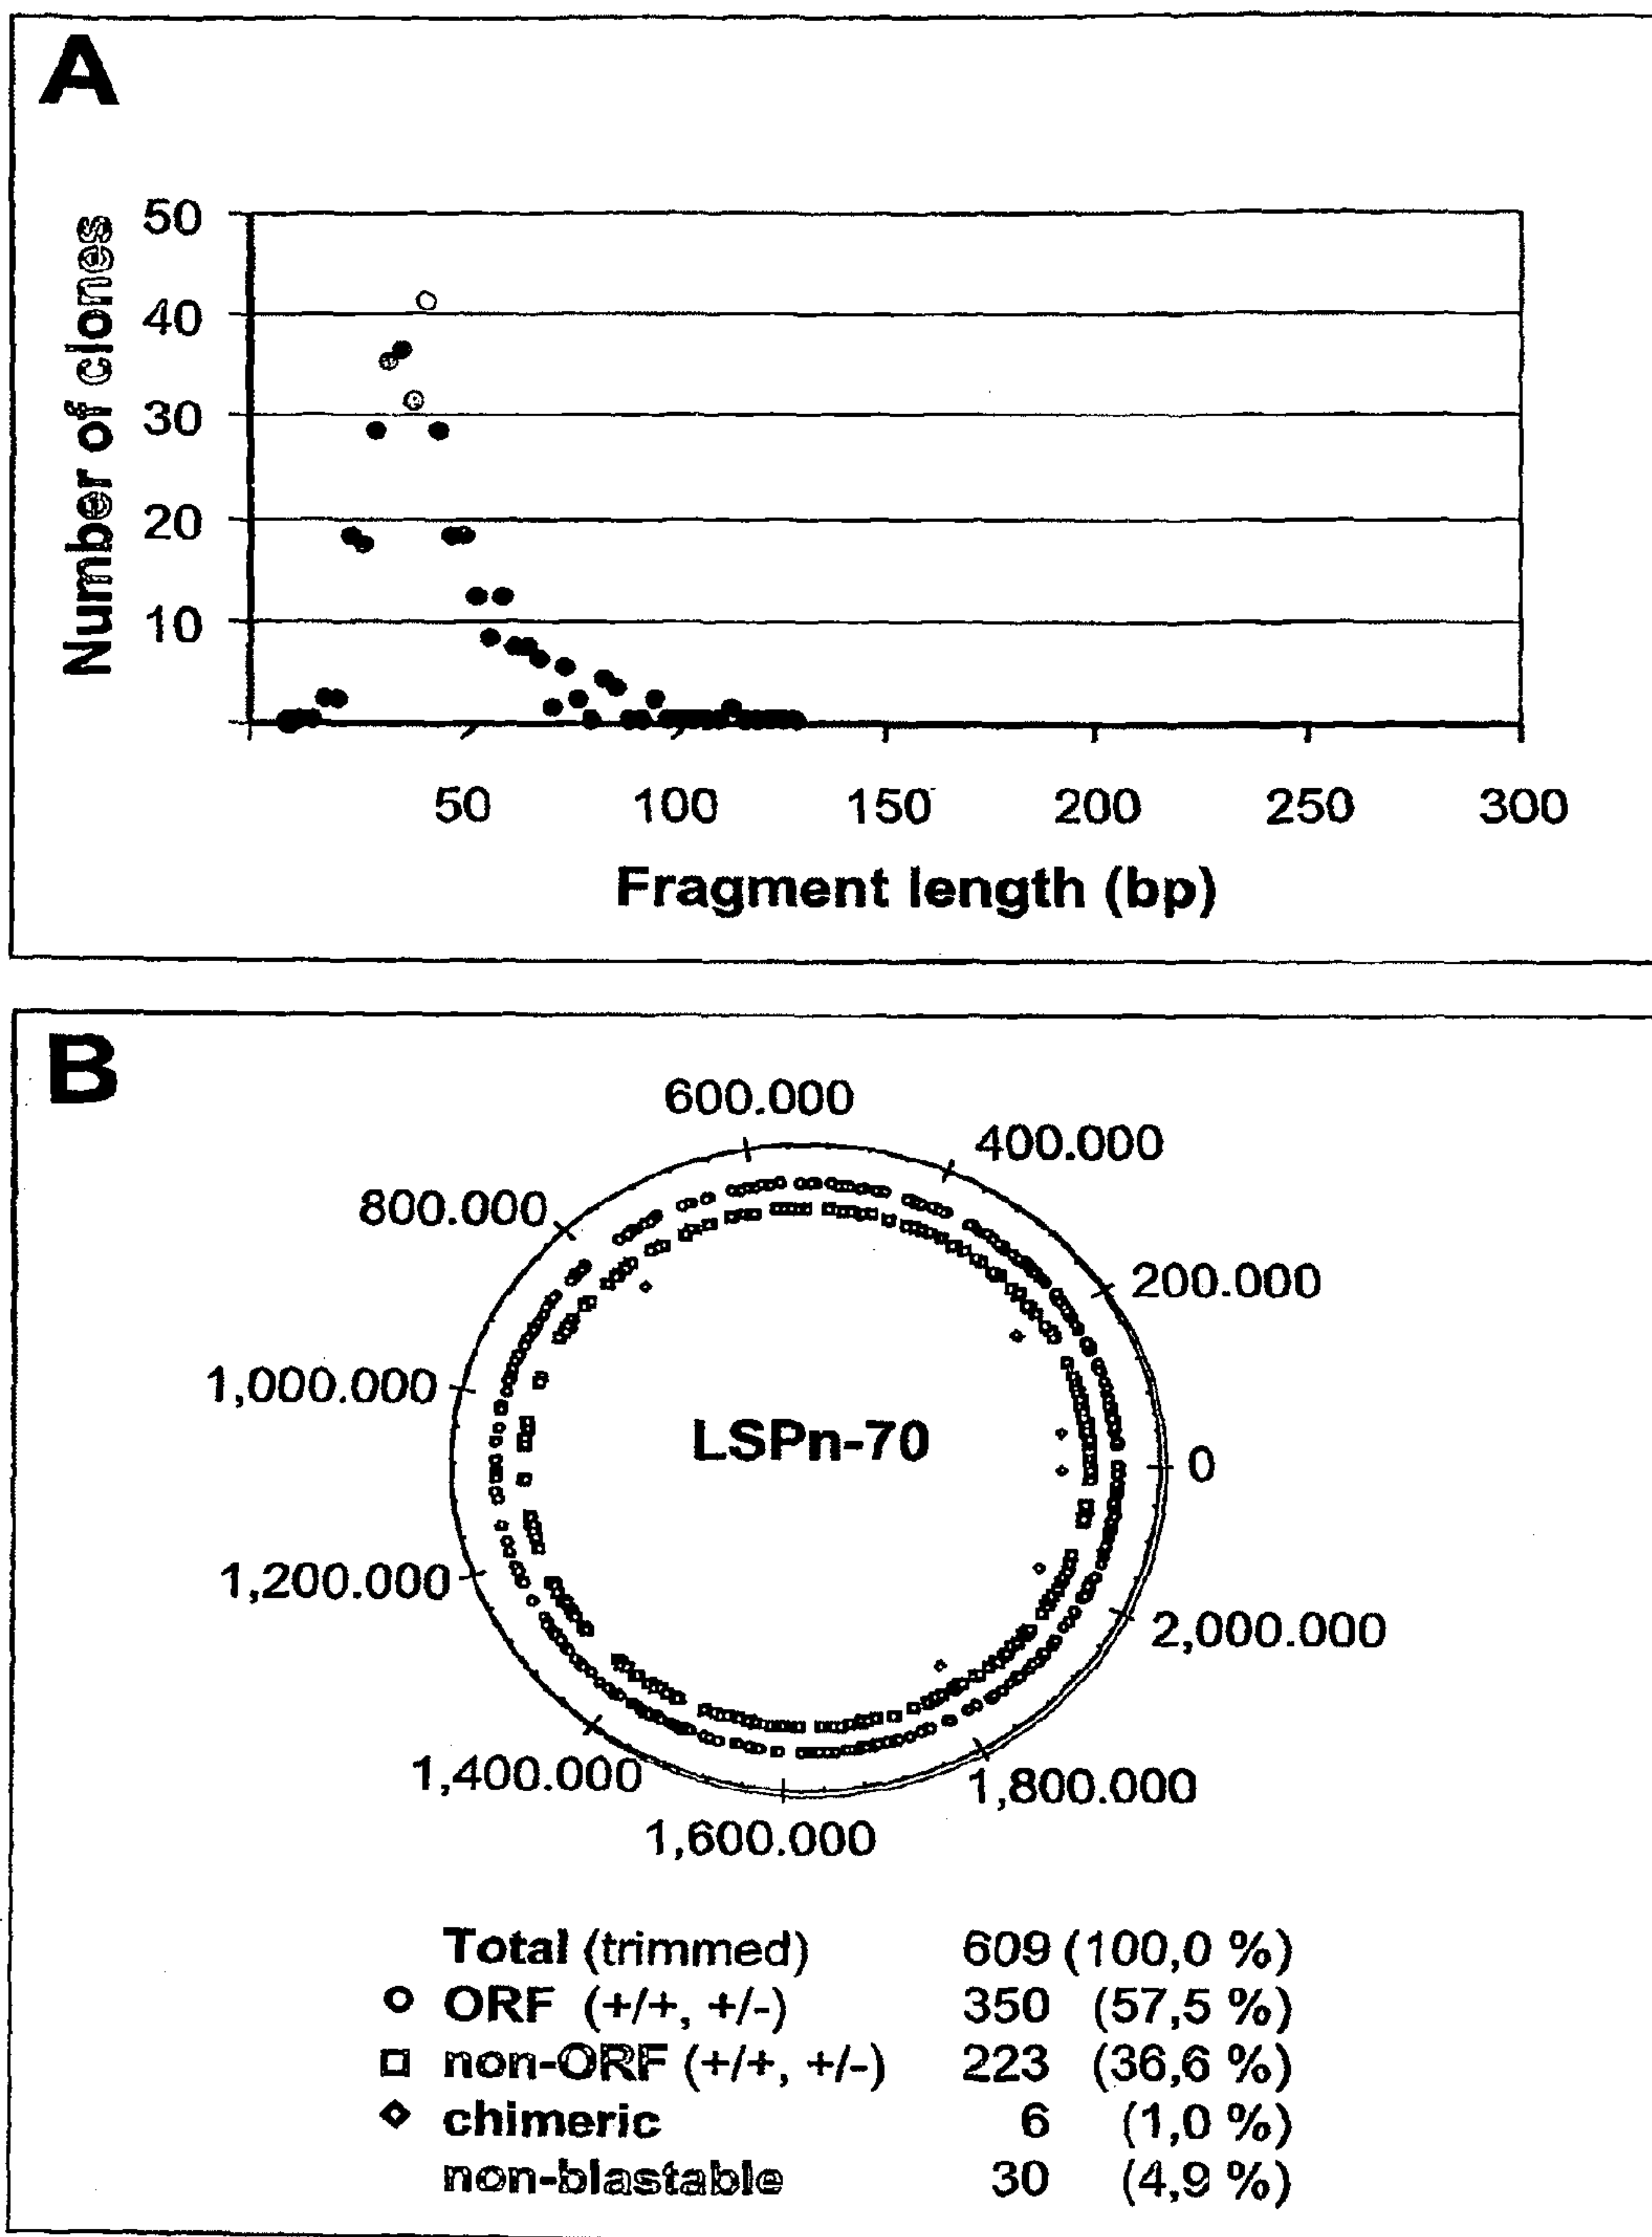 A
Number of clones
50
40
30
20
10
50 100 150 200 250 300
Fragment length (bp)
B
600.000
400.000
800.000
200.000
1,000.000
LSPn-70
0
1,200.000
2,000.000
1,400.000
1,800.000
1,600.000
Total (trimmed) 609 (100,0 %)
ORF (+/+, +/-) 350 (57,5 %)
non-ORF (+/+, +/-) 223 (36,6 %)
chimeric 6 (1,0 %)
non-blastable 30 (4,9 %)